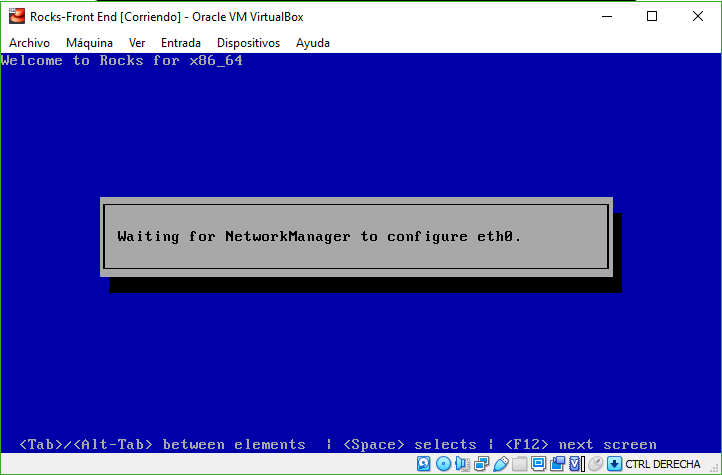 Rocks-Front End [Corriendo] - Oracle VM VirtualBox
Archivo Máquina Ver Entrada Dispositivos Ayuda
Welcome to Rocks for x86_64
Waiting for NetworkManager to configure eth0.
<Tab>/<Alt-Tab> between elements | <Space> selects | <F12> next screen
CTRL DERECHA